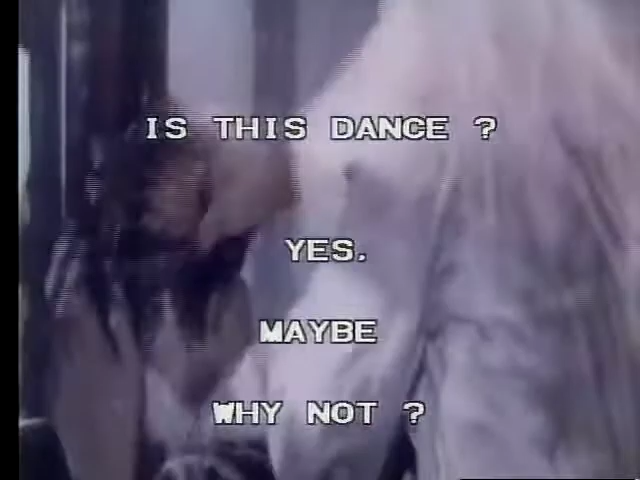 IS THIS DANCE ?
YES.
MAYBE
WHY NOT ?